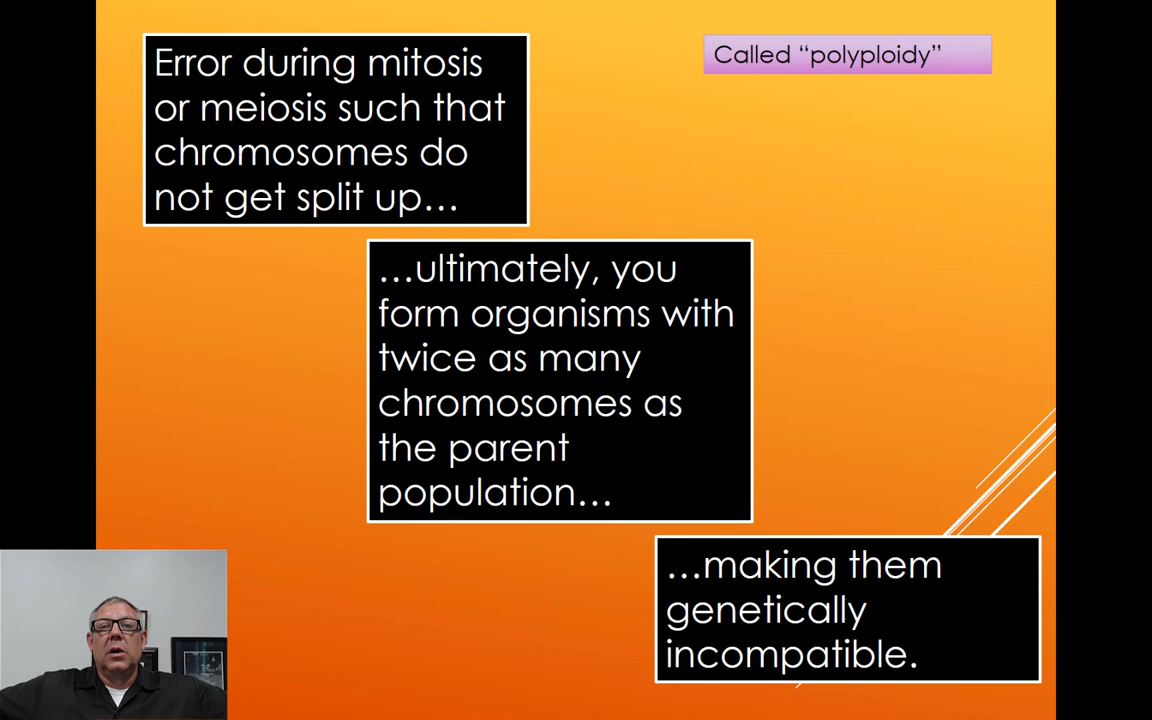 Error during mitosis
or meiosis such that
chromosomes do
not get split up…
Called “polyploidy”
…ultimately, you
form organisms with
twice as many
chromosomes as
the parent
population…
…making them
genetically
incompatible.